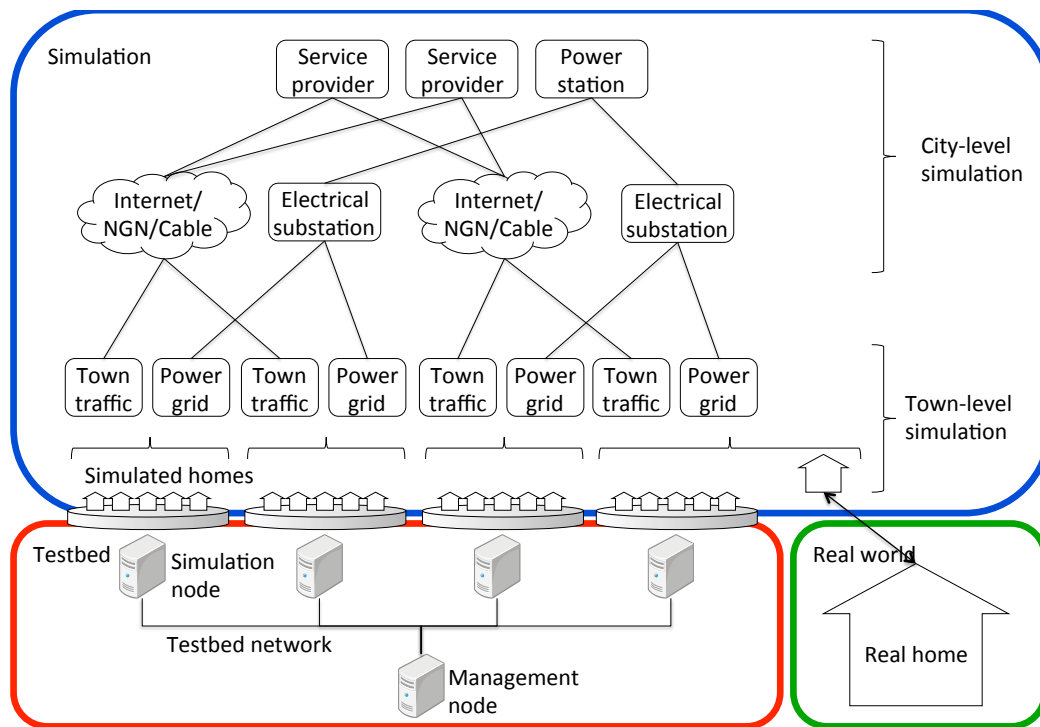 Simulation
Service
provider
Service
provider
Power
station
City-level
simulation
Internet/
NGN/Cable
Electrical
substation
Internet/
NGN/Cable
Electrical
substation
Town
traffic
Power
grid
Town
traffic
Power
grid
Town
traffic
Power
grid
Town
traffic
Power
grid
Town-level
simulation
Simulated homes
Testbed
Simulation
node
Real world
Testbed network
Real home
Management
node